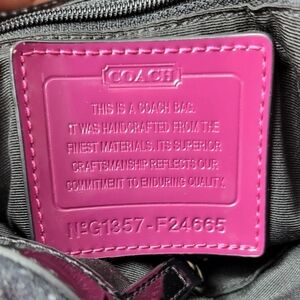 COACH
THIS IS A COACH BAG.
IT WAS HANDCRAFTED FROM THE
FINEST MATERIALS. ITS SUPERIOR
CRAFTSMANSHIP REFLECTS OUR
COMMITMENT TO ENDURING QUALITY.
Nº G1357-F24665